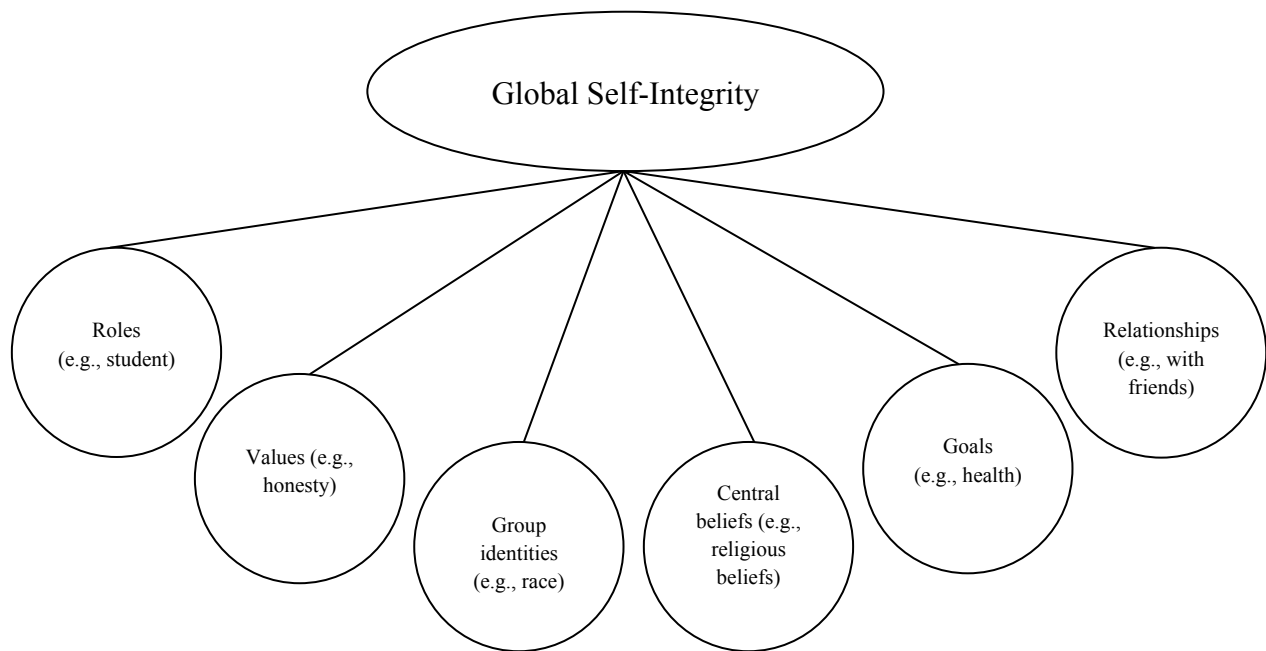 Global Self-Integrity
Roles
(e.g., student)
Values (e.g.,
honesty)
Group
identities
(e.g., race)
Central
beliefs (e.g.,
religious
beliefs)
Goals
(e.g., health)
Relationships
(e.g., with
friends)